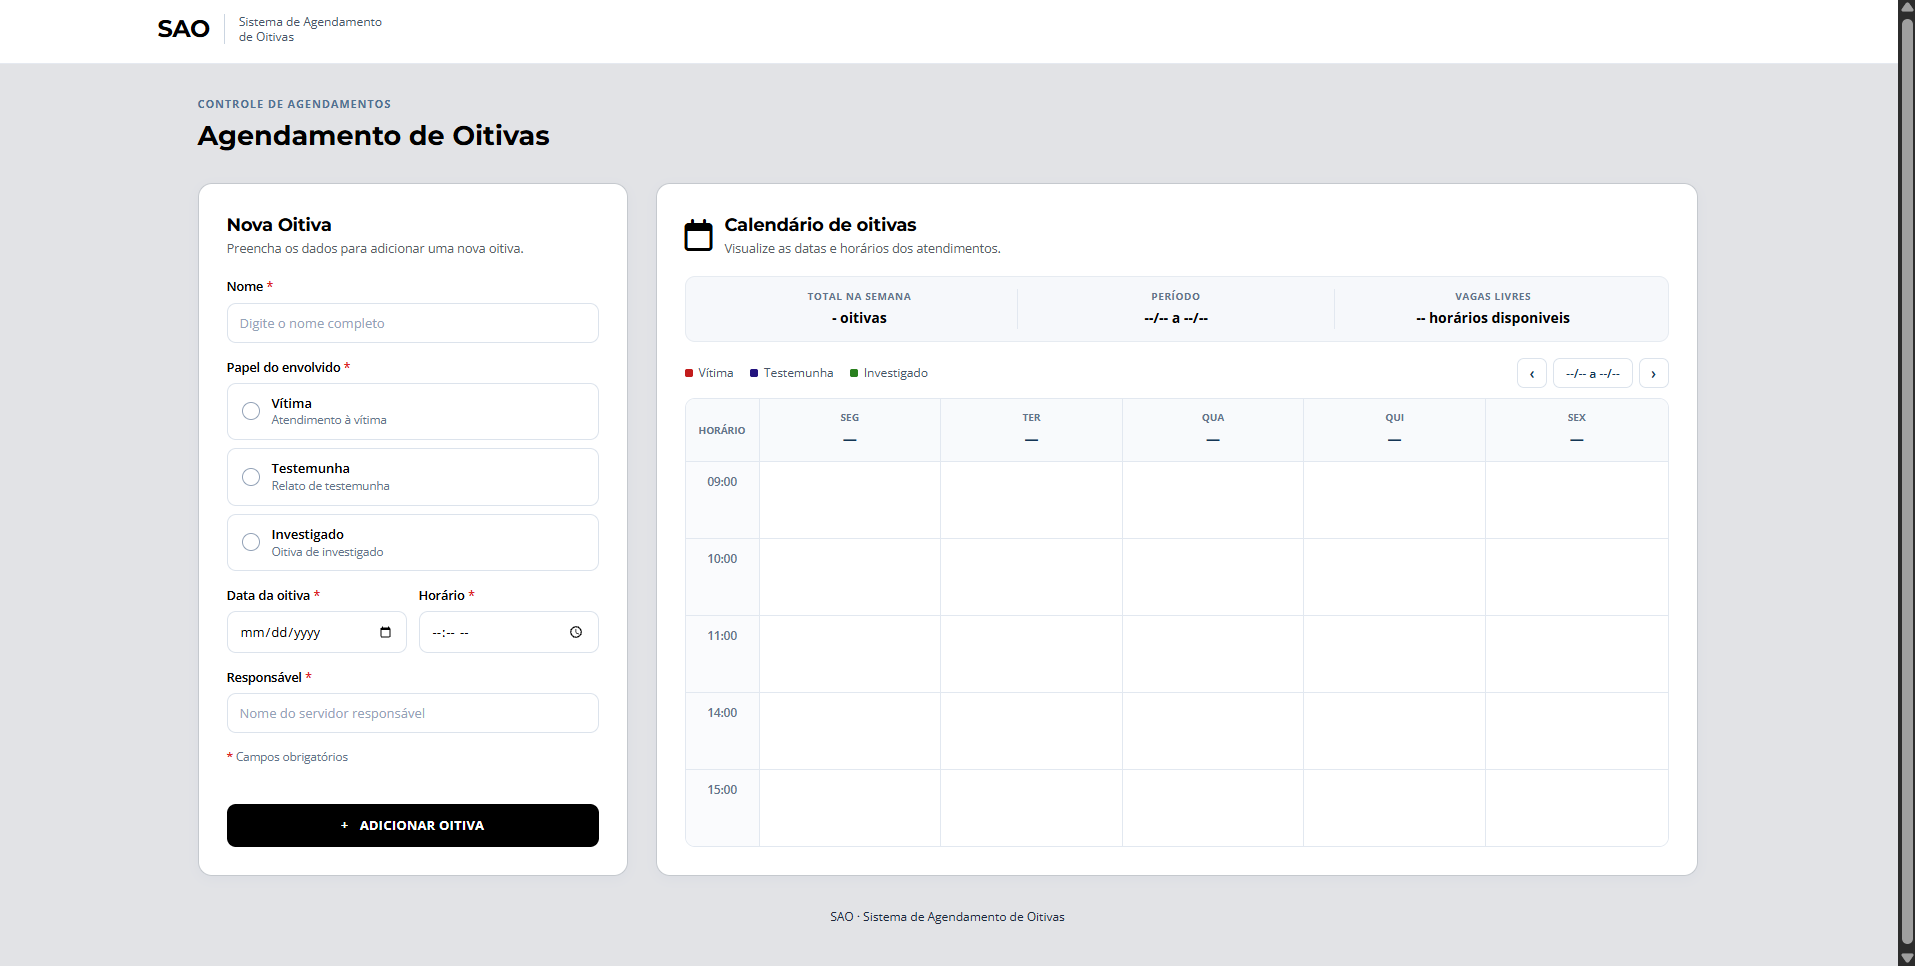 SAO
Sistema de Agendamento
de Oitivas
CONTROLE DE AGENDAMENTOS
Agendamento de Oitivas
Nova Oitiva
Preencha os dados para adicionar uma nova oitiva.
Nome *
Digite o nome completo
Papel do envolvido *
Vítima
Atendimento à vítima
Testemunha
Relato de testemunha
Investigado
Oitiva de investigado
Data da oitiva * Horário *
mm/dd/yyyy --:-- --
Responsável *
Nome do servidor responsável
* Campos obrigatórios
+ ADICIONAR OITIVA
Calendário de oitivas
Visualize as datas e horários dos atendimentos.
TOTAL NA SEMANA PERÍODO VAGAS LIVRES
- oitivas --/-- a --/-- -- horários disponiveis
Vítima Testemunha Investigado ‹ --/-- a --/-- ›
HORÁRIO SEG TER QUA QUI SEX
— — — — —
09:00
10:00
11:00
14:00
15:00
SAO · Sistema de Agendamento de Oitivas